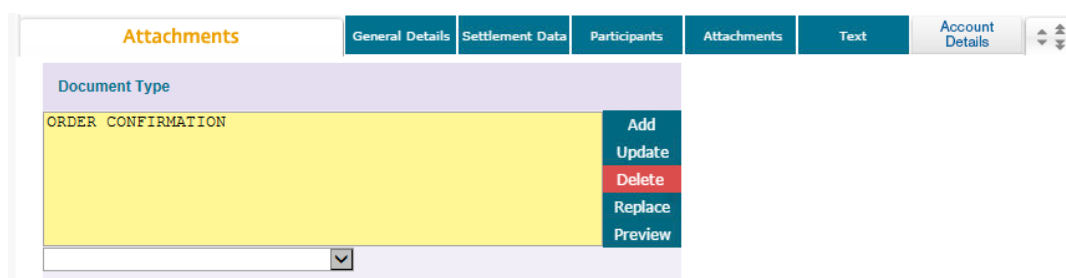 Attachments
General Details
Settlement Data
Participants
Attachments
Text
Account
Details
Document Type
ORDER CONFIRMATION
Add
Update
Delete
Replace
Preview